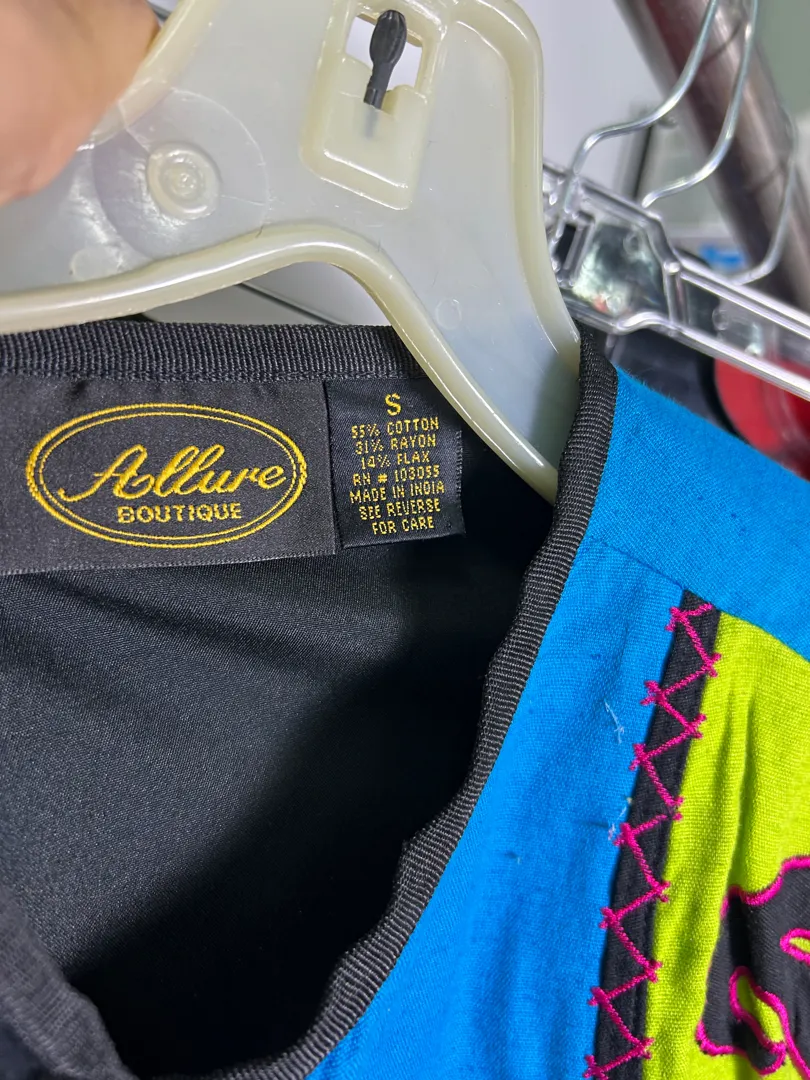 Allure
BOUTIQUE
S
55% COTTON
31% RAYON
14% FLAX
RN # 103055
MADE IN INDIA
SEE REVERSE
FOR CARE